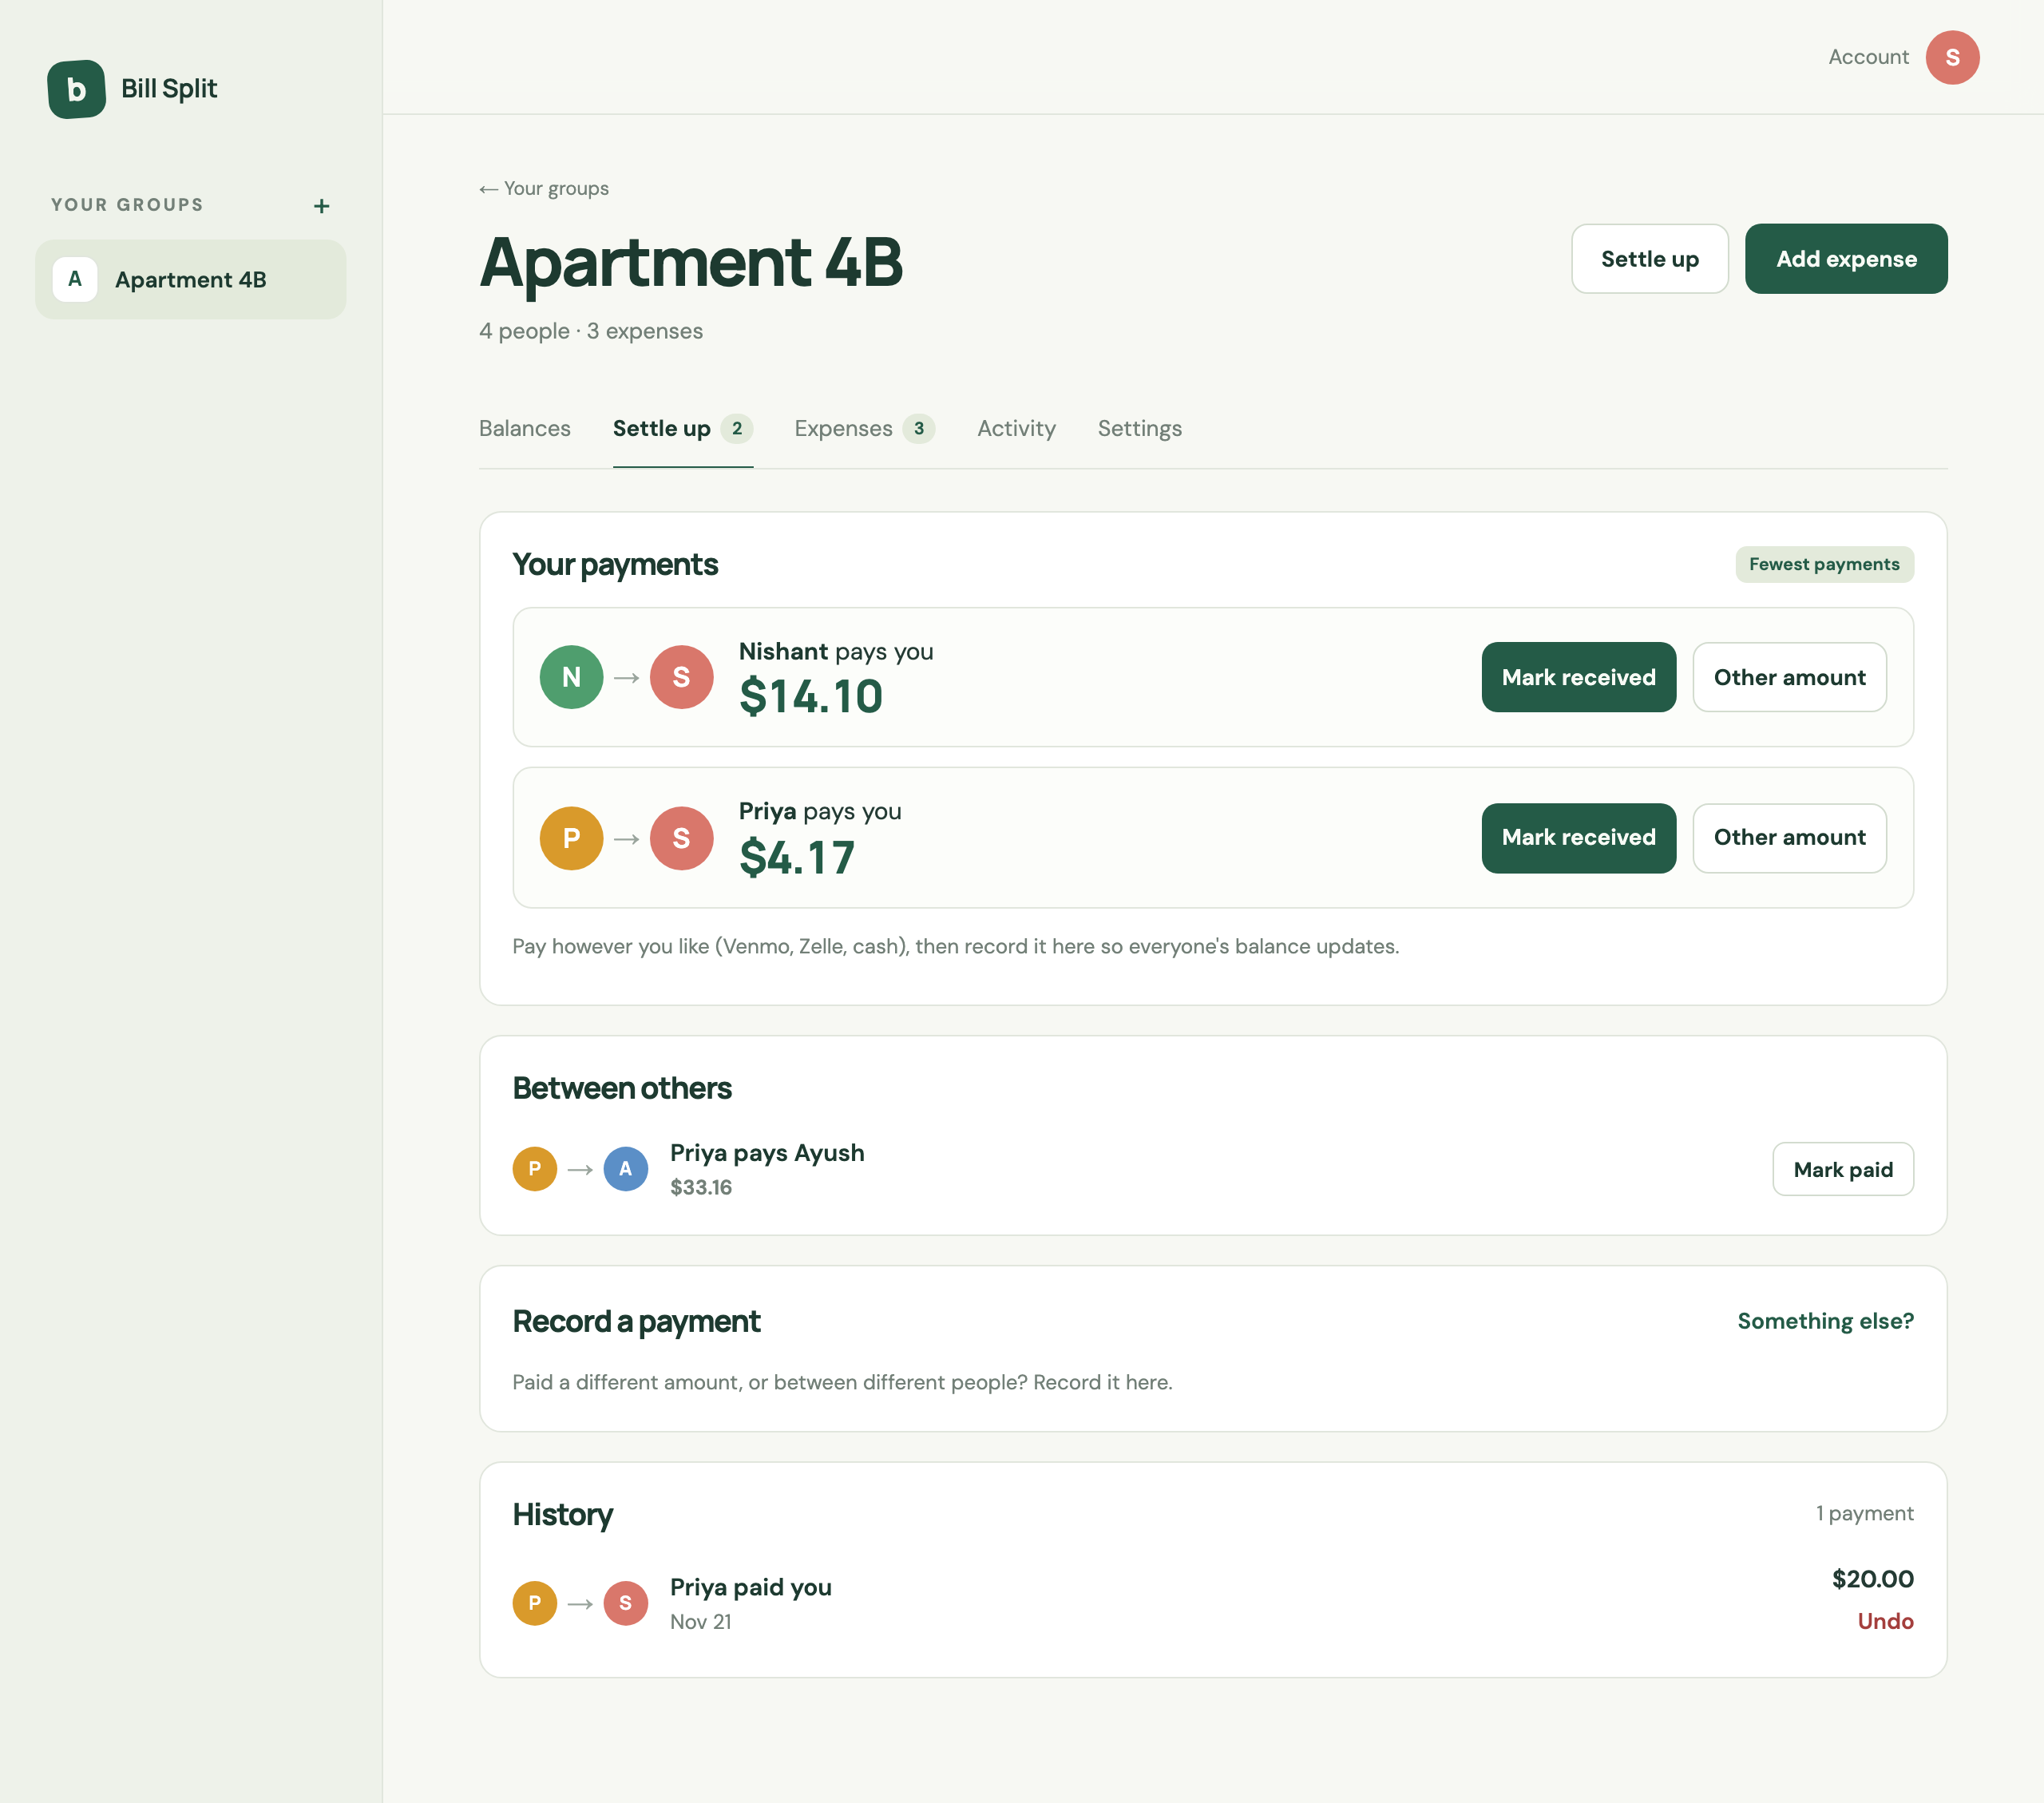 b
Bill Split
Account
S
YOUR GROUPS
+
A
Apartment 4B
← Your groups
Apartment 4B
Settle up
Add expense
4 people · 3 expenses
Balances
Settle up 2
Expenses 3
Activity
Settings
Your payments
Fewest payments
N → S
Nishant pays you
$14.10
Mark received
Other amount
P → S
Priya pays you
$4.17
Mark received
Other amount
Pay however you like (Venmo, Zelle, cash), then record it here so everyone's balance updates.
Between others
P → A
Priya pays Ayush
$33.16
Mark paid
Record a payment
Something else?
Paid a different amount, or between different people? Record it here.
History
1 payment
P → S
Priya paid you
Nov 21
$20.00
Undo